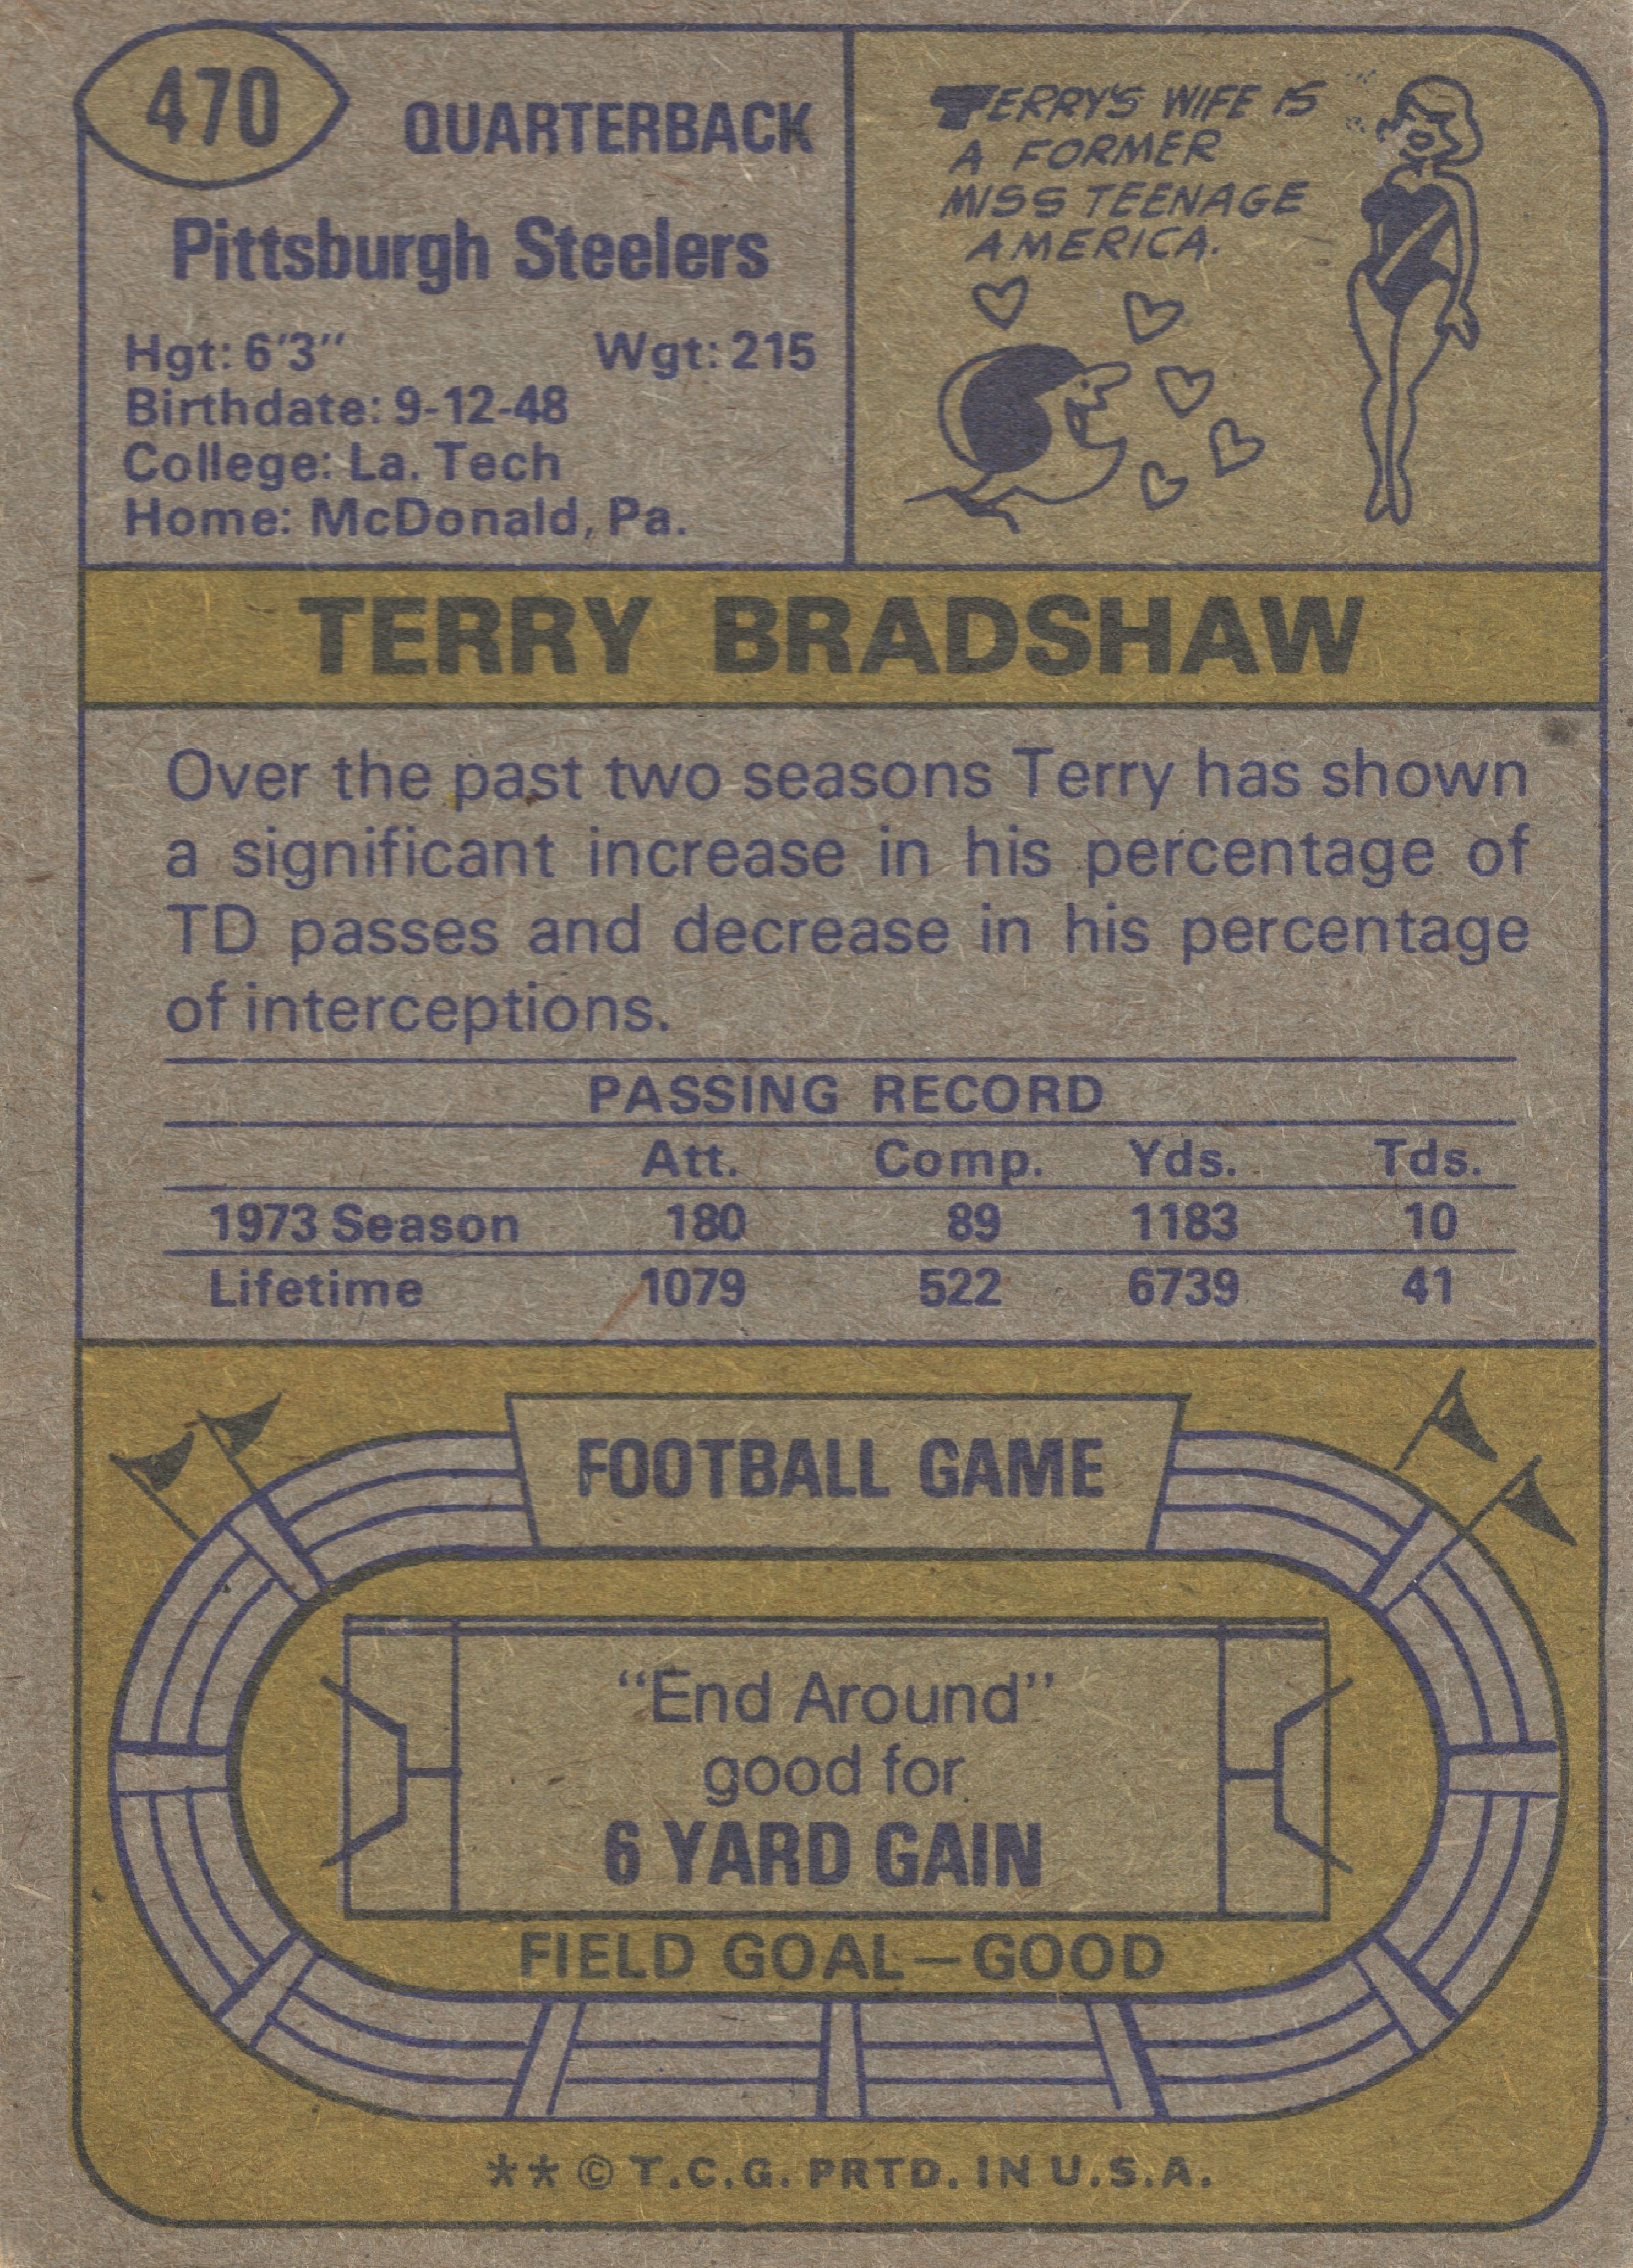 470
QUARTERBACK
Pittsburgh Steelers
Hgt: 6'3" Wgt: 215
Birthdate: 9-12-48
College: La. Tech
Home: McDonald, Pa.
TERRY'S WIFE IS
A FORMER
MISS TEENAGE
AMERICA.
TERRY BRADSHAW
Over the past two seasons Terry has shown
a significant increase in his percentage of
TD passes and decrease in his percentage
of interceptions.
PASSING RECORD
Att. Comp. Yds. Tds.
1973 Season 180 89 1183 10
Lifetime 1079 522 6739 41
FOOTBALL GAME
"End Around"
good for
6 YARD GAIN
FIELD GOAL—GOOD
** © T.C.G. PRTD. IN U.S.A.